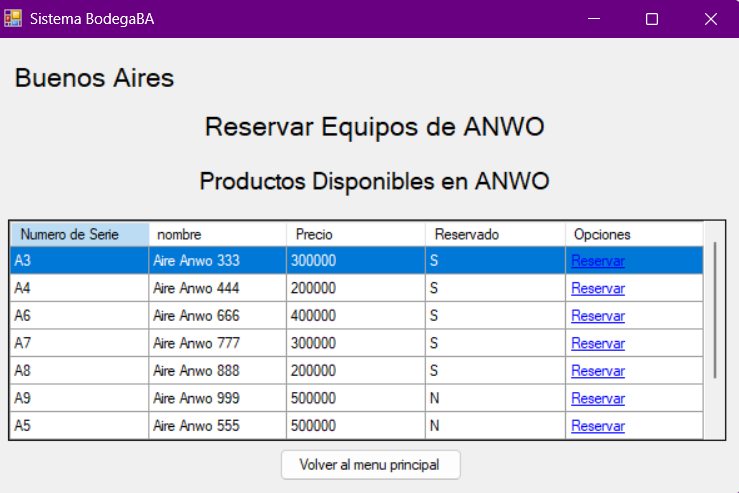 Sistema BodegaBA
Buenos Aires
Reservar Equipos de ANWO
Productos Disponibles en ANWO
Numero de Serie nombre Precio Reservado Opciones
A3 Aire Anwo 333 300000 S Reservar
A4 Aire Anwo 444 200000 S Reservar
A6 Aire Anwo 666 400000 S Reservar
A7 Aire Anwo 777 300000 S Reservar
A8 Aire Anwo 888 200000 S Reservar
A9 Aire Anwo 999 500000 N Reservar
A5 Aire Anwo 555 500000 N Reservar
Volver al menu principal